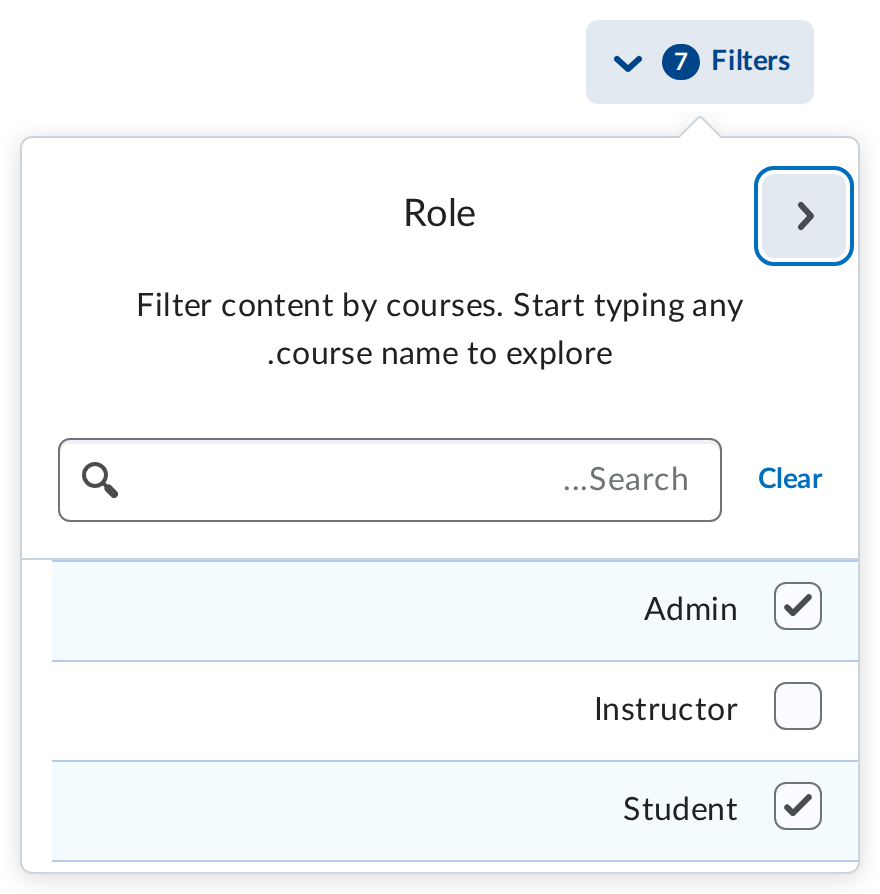 7 Filters
Role
Filter content by courses. Start typing any
.course name to explore
...Search
Clear
Admin
Instructor
Student